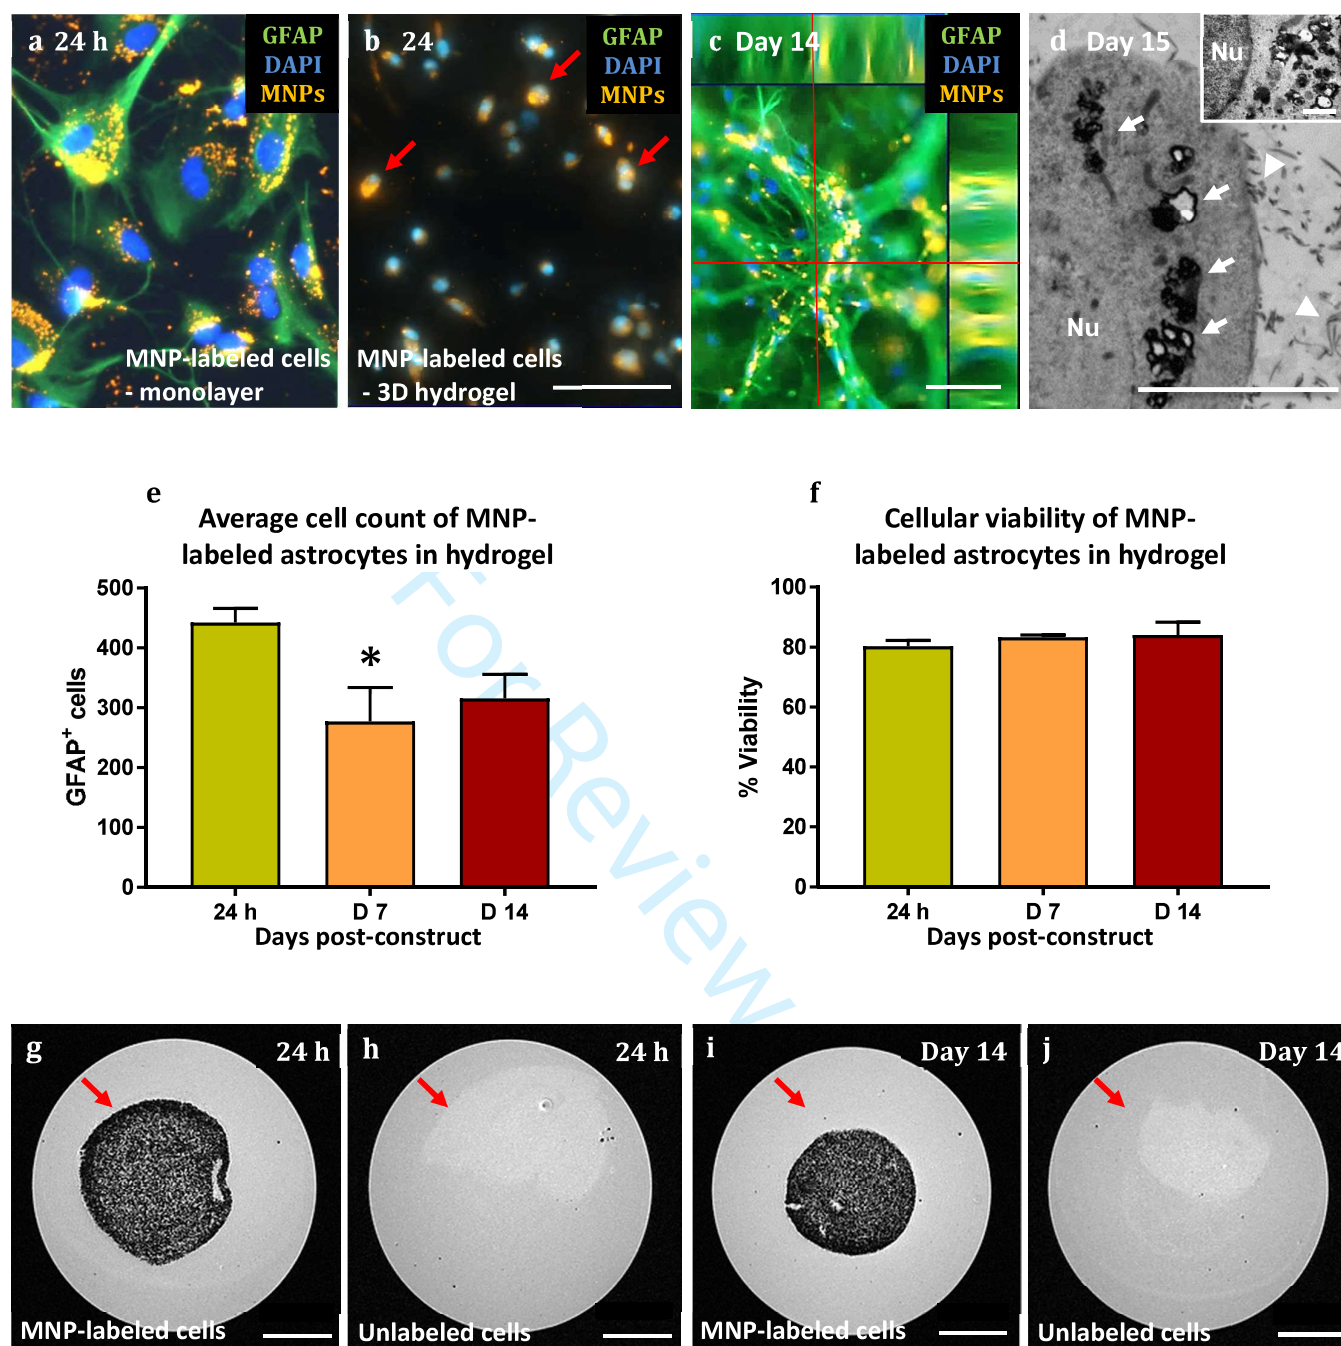 a 24 h
GFAP
DAPI
MNPs
MNP-labeled cells
- monolayer
b 24
GFAP
DAPI
MNPs
MNP-labeled cells
- 3D hydrogel
c Day 14
GFAP
DAPI
MNPs
d Day 15
Nu
Nu
e
Average cell count of MNP-
labeled astrocytes in hydrogel
500
400
300
200
100
0
GFAP+ cells
*
24 h
D 7
D 14
Days post-construct
f
Cellular viability of MNP-
labeled astrocytes in hydrogel
100
80
60
40
20
0
% Viability
24 h
D 7
D 14
Days post-construct
For Review
g 24 h
MNP-labeled cells
h 24 h
Unlabeled cells
i Day 14
MNP-labeled cells
j Day 14
Unlabeled cells